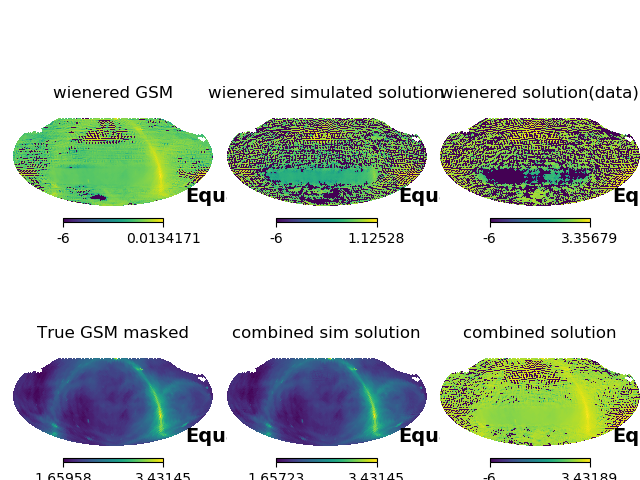 wienered GSM
wienered simulated solution
wienered solution(data)
Equ
Equ
Eq
-6 0.0134171
-6 1.12528
-6 3.35679
True GSM masked
combined sim solution
combined solution
Equ
Equ
Eq
1.65958 3.43145
1.65723 3.43145
-6 3.43189